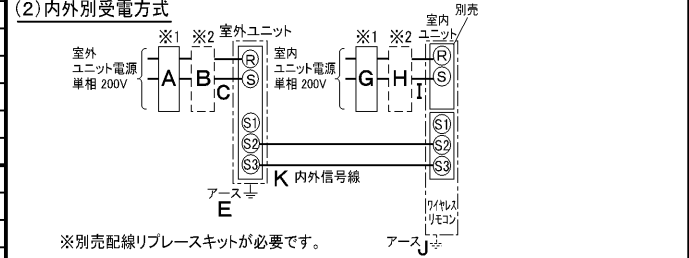 (2)内外別受電方式
別売
※1 ※2 室外ユニット
※1 ※2 室内
ユニット
室外
ユニット電源
単相 200V
A
B
C
R
S
S1
S2
S3
室内
ユニット電源
単相 200V
G
H
I
R
S
S1
S2
S3
K 内外信号線
アース
E
ワイヤレス
リモコン
アース
J
※別売配線リプレースキットが必要です。